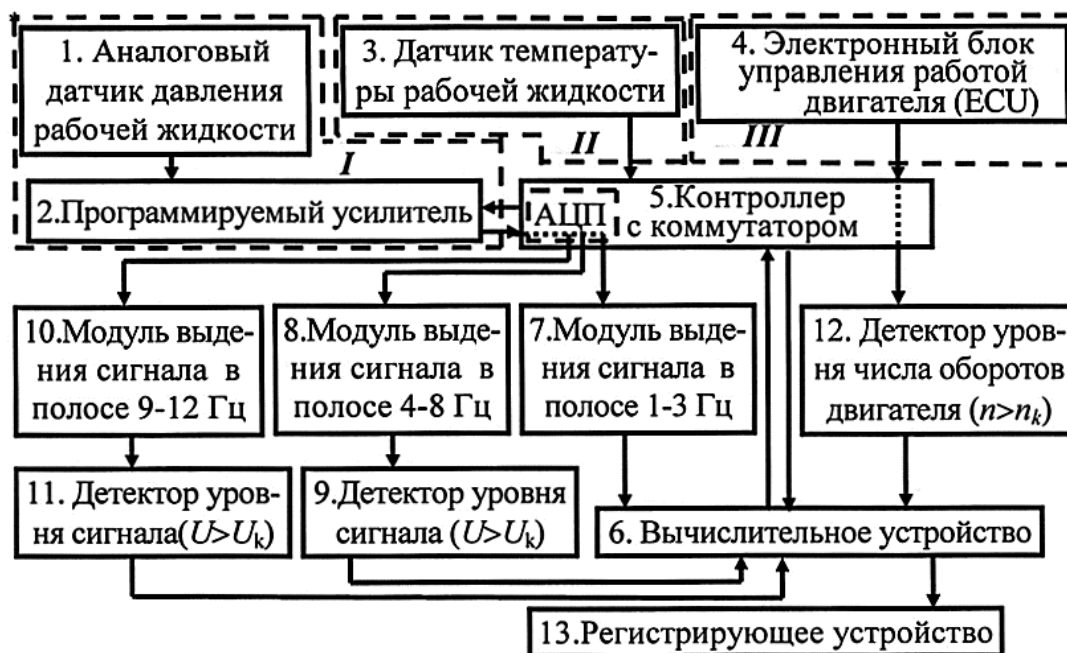 1. Аналоговый
датчик давления
рабочей жидкости
3. Датчик температу-
ры рабочей жидкости
4. Электронный блок
управления работой
двигателя (ECU)
I
II
III
2.Программируемый усилитель
АЦП
5.Контроллер
с коммутатором
10.Модуль выде-
ния сигнала в
полосе 9-12 Гц
8.Модуль выде-
ния сигнала в
полосе 4-8 Гц
7.Модуль выде-
ния сигнала в
полосе 1-3 Гц
12. Детектор уров-
ня числа оборотов
двигателя (n>nk)
11. Детектор уров-
ня сигнала(U>Uk)
9.Детектор уровня
сигнала (U>Uk)
6. Вычислительное устройство
13.Регистрирующее устройство